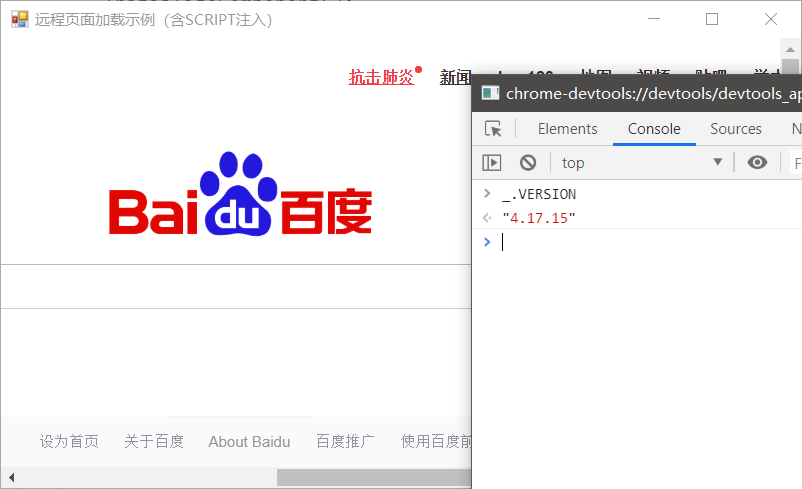 远程页面加载示例（含SCRIPT注入）
抗击肺炎 新闻
Bai du 百度
设为首页 关于百度 About Baidu 百度推广 使用百度前
chrome-devtools://devtools/devtools_ap
Elements Console Sources N
top F
_.VERSION
"4.17.15"